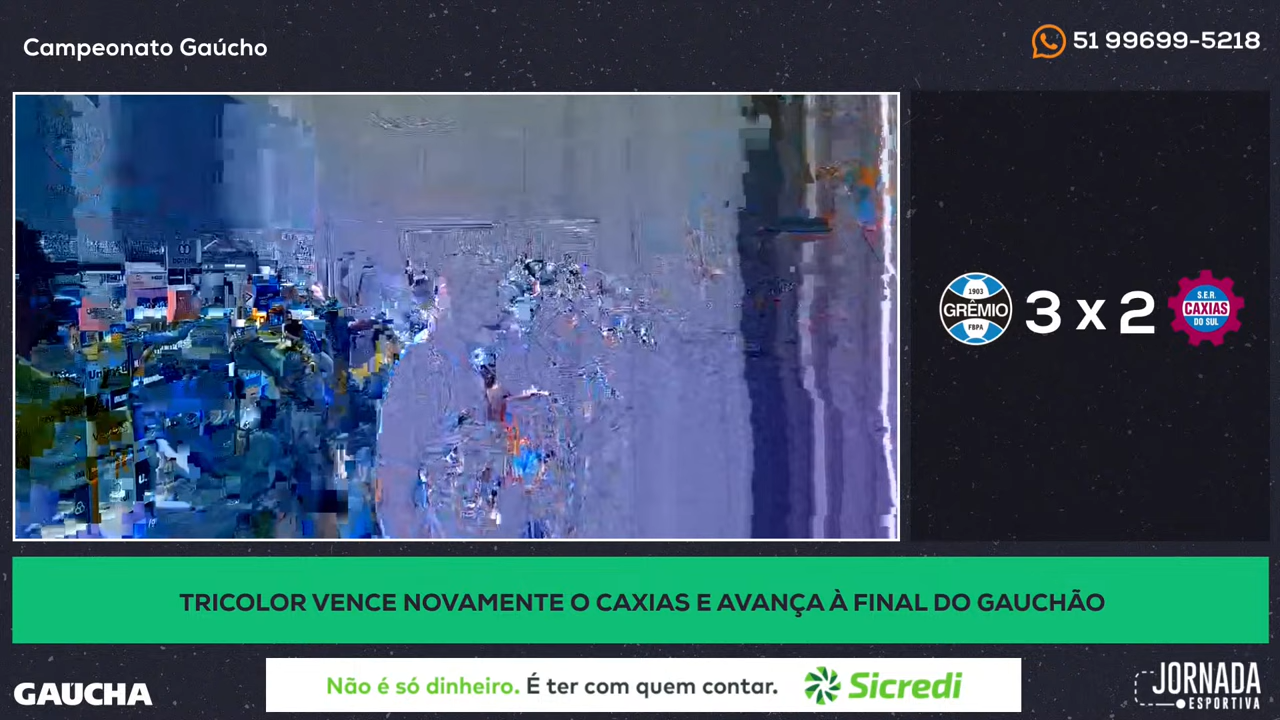 Campeonato Gaúcho
51 99699-5218
1903
GRÊMIO
FBPA
3 x 2
S.E.R.
CAXIAS
DO SUL
TRICOLOR VENCE NOVAMENTE O CAXIAS E AVANÇA À FINAL DO GAUCHÃO
GAÚCHA
Não é só dinheiro. É ter com quem contar.
Sicredi
JORNADA
ESPORTIVA